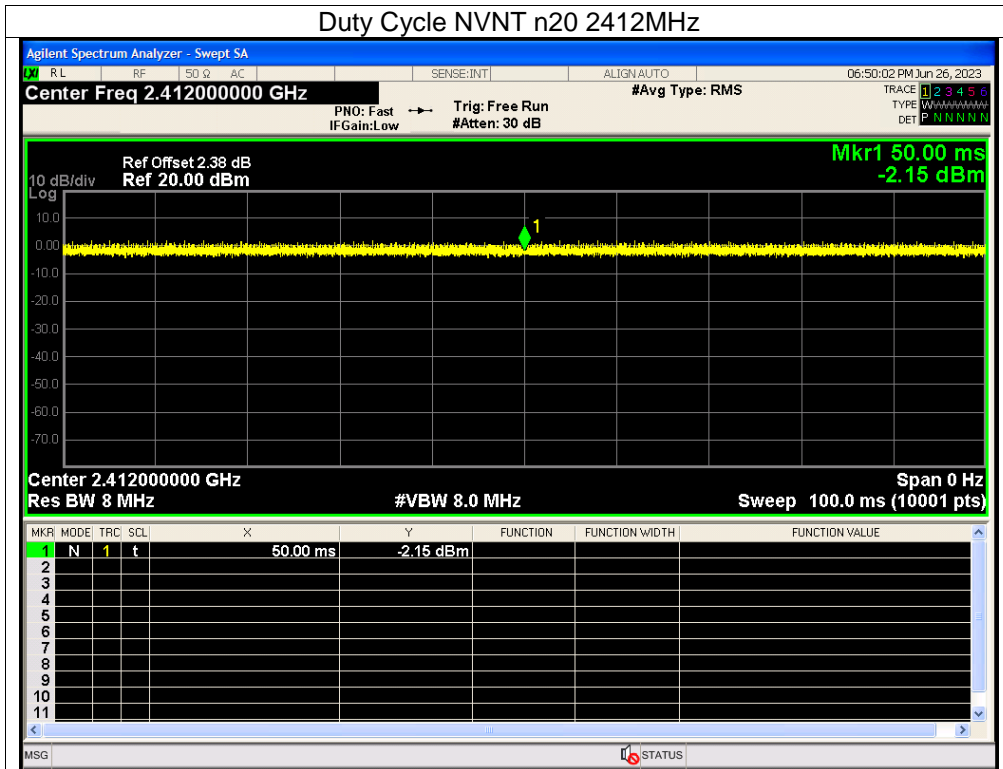 Duty Cycle NVNT n20 2412MHz
Agilent Spectrum Analyzer - Swept SA
LXI RL RF 50 Ω AC SENSE:INT ALIGN AUTO 06:50:02 PM Jun 26, 2023
Center Freq 2.412000000 GHz #Avg Type: RMS TRACE 1 2 3 4 5 6
PNO: Fast Trig: Free Run TYPE WWWWWW
IFGain:Low #Atten: 30 dB DET P N N N N N
Mkr1 50.00 ms
Ref Offset 2.38 dB
10 dB/div Ref 20.00 dBm -2.15 dBm
Log
10.0
1
0.00
-10.0
-20.0
-30.0
-40.0
-50.0
-60.0
-70.0
Center 2.412000000 GHz Span 0 Hz
Res BW 8 MHz #VBW 8.0 MHz Sweep 100.0 ms (10001 pts)
MKR MODE TRC SCL X Y FUNCTION FUNCTION WIDTH FUNCTION VALUE
1 N 1 t 50.00 ms -2.15 dBm
2
3
4
5
6
7
8
9
10
11
MSG STATUS